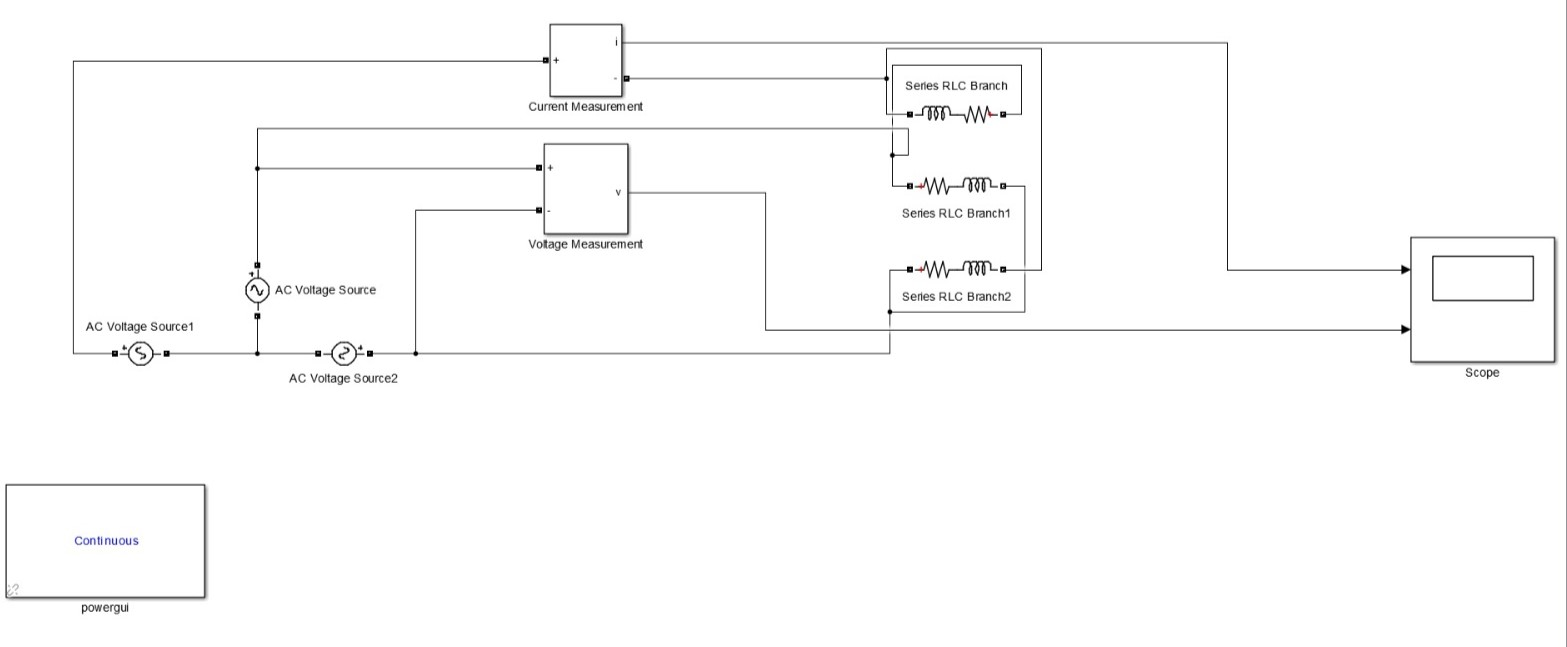 i
+
-
Current Measurement
Series RLC Branch
+
v
-
Voltage Measurement
Series RLC Branch1
Series RLC Branch2
+
AC Voltage Source
AC Voltage Source1
+
+
AC Voltage Source2
Scope
Continuous
powergui